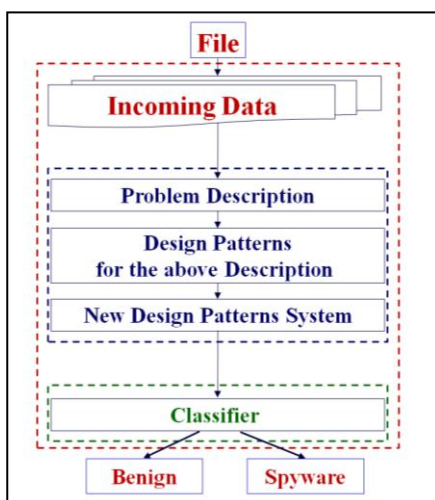 File
Incoming Data
Problem Description
Design Patterns
for the above Description
New Design Patterns System
Classifier
Benign
Spyware